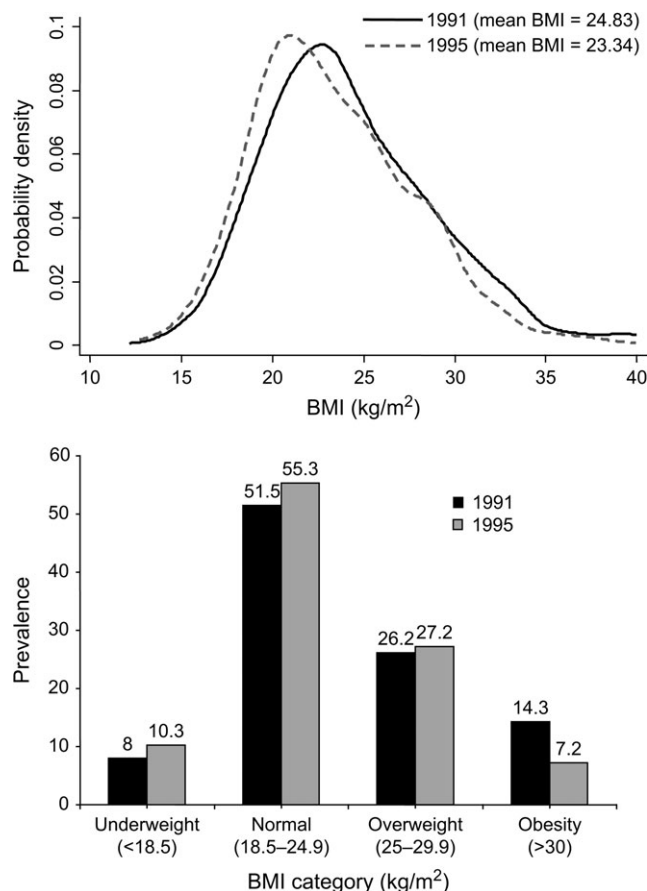 1991 (mean BMI = 24.83)
1995 (mean BMI = 23.34)
Probability density
0.1
0.08
0.06
0.04
0.02
0
10 15 20 25 30 35 40
BMI (kg/m²)
Prevalence
60
50
40
30
20
10
0
1991
1995
8 10.3
51.5 55.3
26.2 27.2
14.3 7.2
Underweight Normal Overweight Obesity
(<18.5) (18.5–24.9) (25–29.9) (>30)
BMI category (kg/m²)